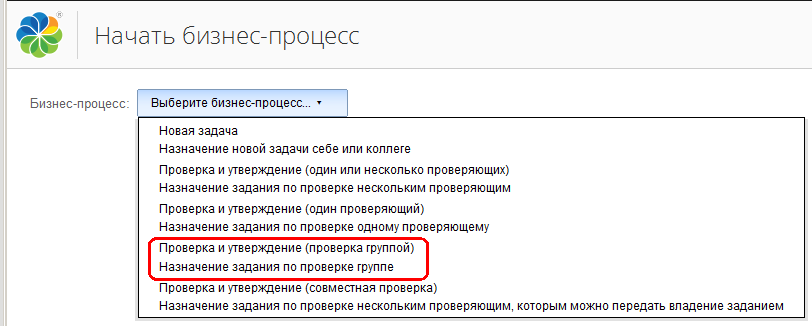 Начать бизнес-процесс
Бизнес-процесс: Выберите бизнес-процесс...
Новая задача
Назначение новой задачи себе или коллеге
Проверка и утверждение (один или несколько проверяющих)
Назначение задания по проверке нескольким проверяющим
Проверка и утверждение (один проверяющий)
Назначение задания по проверке одному проверяющему
Проверка и утверждение (проверка группой)
Назначение задания по проверке группе
Проверка и утверждение (совместная проверка)
Назначение задания по проверке нескольким проверяющим, которым можно передать владение заданием